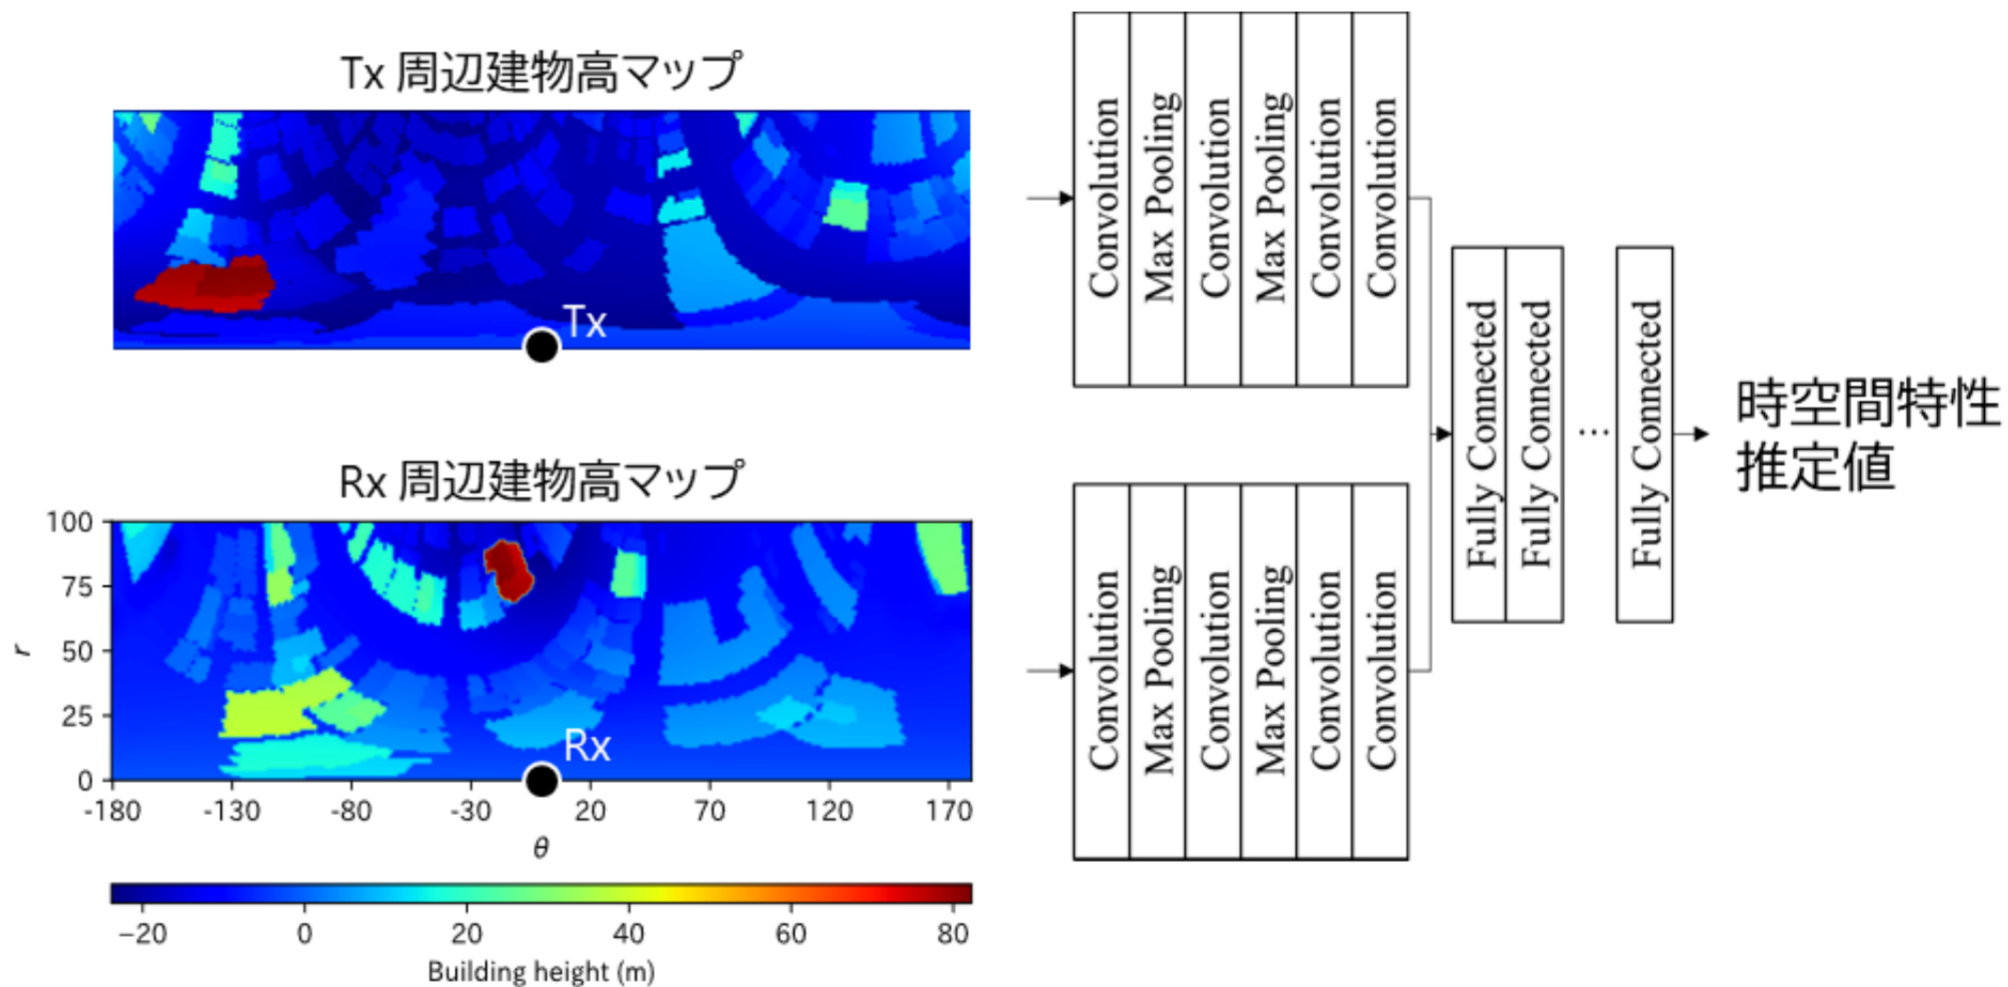 Tx 周辺建物高マップ
Tx
Rx 周辺建物高マップ
100
75
50
25
0
r
Rx
-180 -130 -80 -30 20 70 120 170
θ
−20 0 20 40 60 80
Building height (m)
Convolution
Max Pooling
Convolution
Max Pooling
Convolution
Convolution
Convolution
Max Pooling
Convolution
Max Pooling
Convolution
Convolution
Fully Connected
Fully Connected
…
Fully Connected
時空間特性
推定値